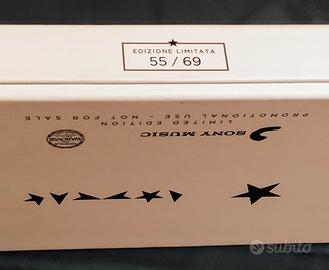 EDIZIONE LIMITATA
55 / 69
PROMOTIONAL USE - NOT FOR SALE
LIMITED EDITION
SONY MUSIC
subito